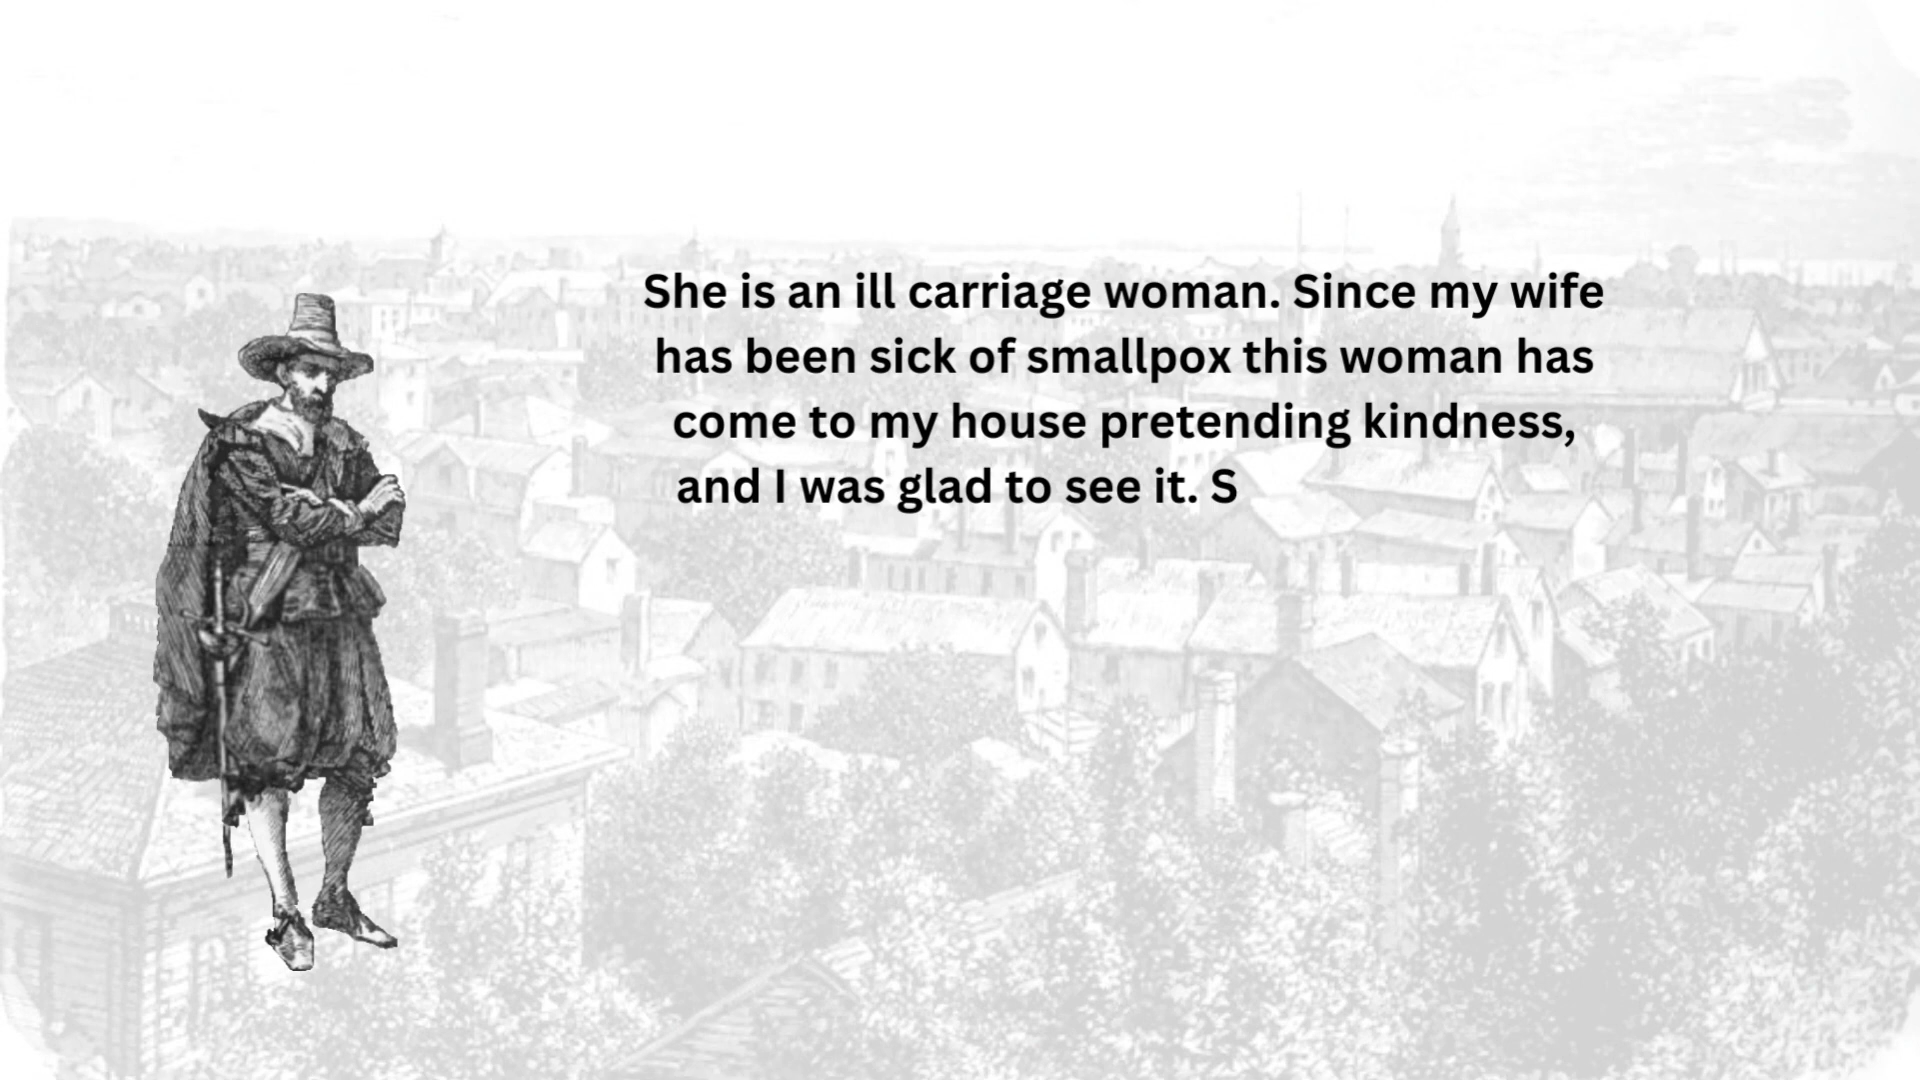 She is an ill carriage woman. Since my wife
has been sick of smallpox this woman has
come to my house pretending kindness,
and I was glad to see it. S